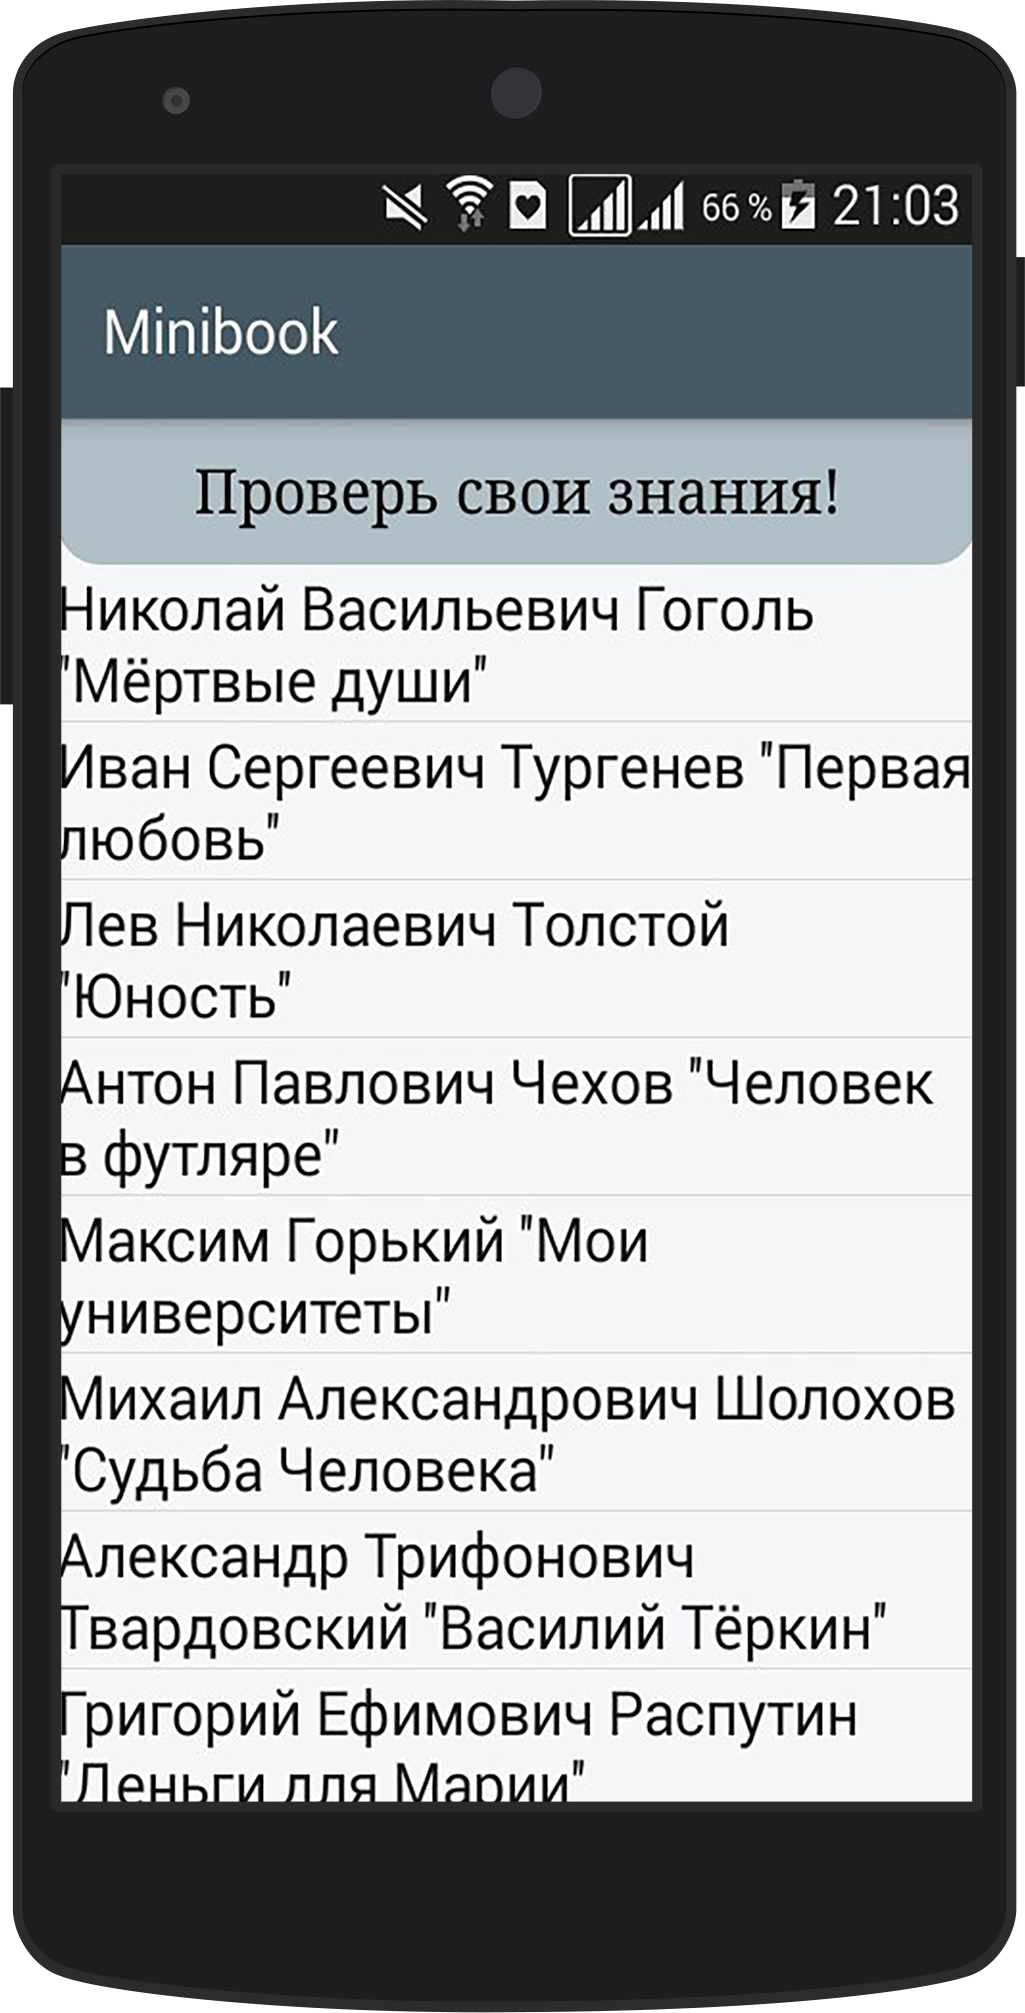 66 % 21:03
Minibook
Проверь свои знания!
Николай Васильевич Гоголь
"Мёртвые души"
Иван Сергеевич Тургенев "Первая
любовь"
Лев Николаевич Толстой
"Юность"
Антон Павлович Чехов "Человек
в футляре"
Максим Горький "Мои
университеты"
Михаил Александрович Шолохов
"Судьба Человека"
Александр Трифонович
Твардовский "Василий Тёркин"
Григорий Ефимович Распутин
"Деньги для Марии"